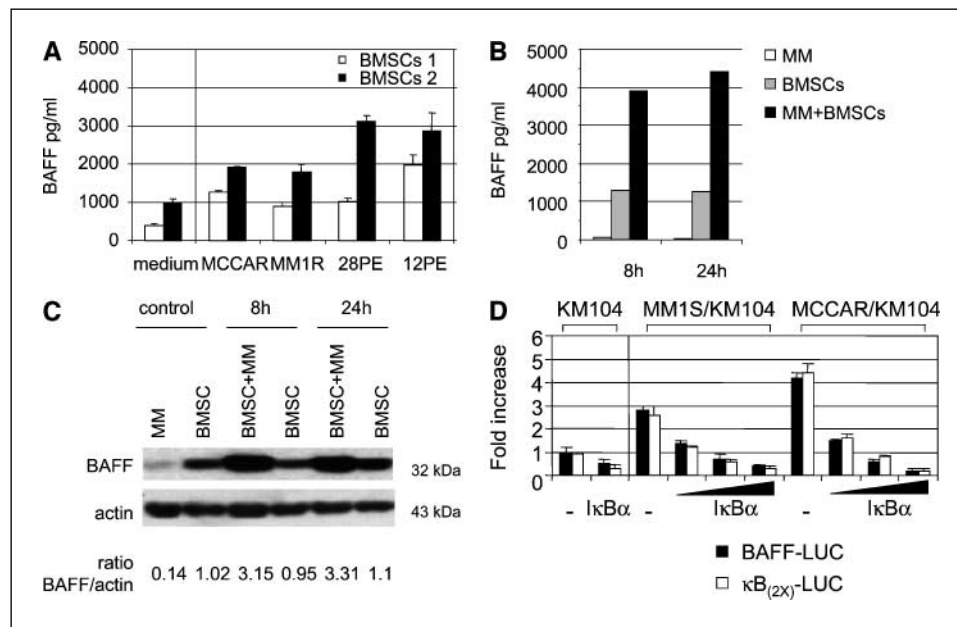 A
BAFF pg/ml
5000
4000
3000
2000
1000
0
BMSCs 1
BMSCs 2
medium MCCAR MM1R 28PE 12PE
B
BAFF pg/ml
5000
4000
3000
2000
1000
0
8h 24h
MM
BMSCs
MM+BMSCs
C
control 8h 24h
MM BMSC BMSC+MM BMSC BMSC+MM BMSC
BAFF 32 kDa
actin 43 kDa
ratio
BAFF/actin 0.14 1.02 3.15 0.95 3.31 1.1
D
KM104 MM1S/KM104 MCCAR/KM104
Fold increase
6
5
4
3
2
1
0
- IκBα - IκBα - IκBα
BAFF-LUC
κB(2X)-LUC